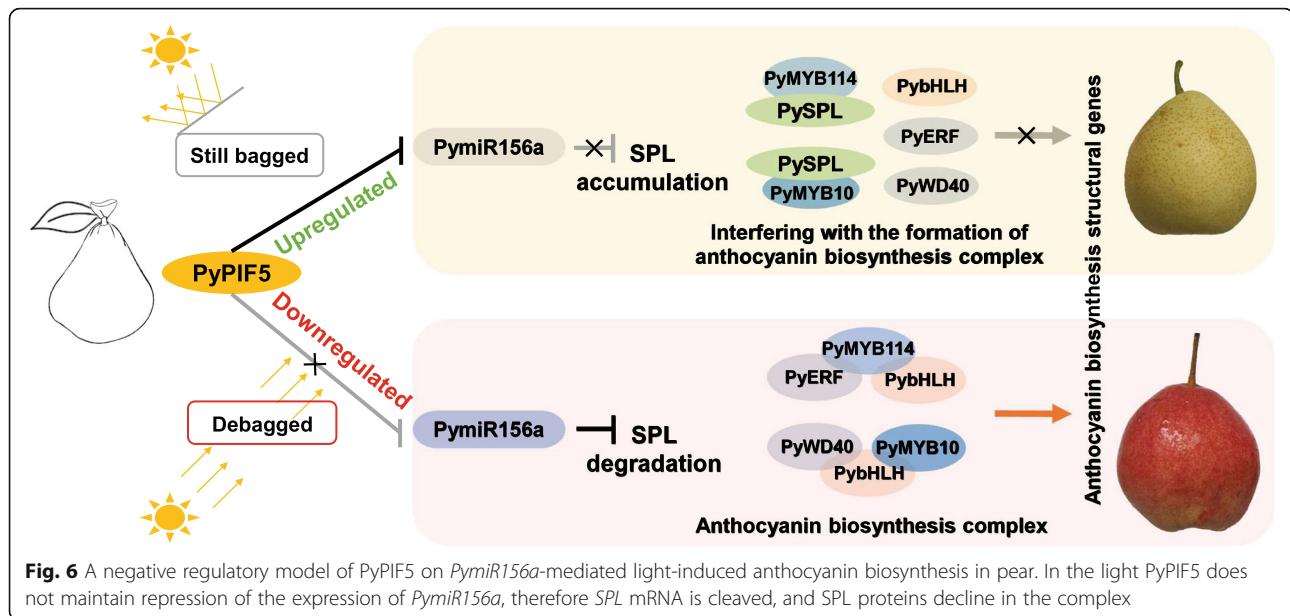 Still bagged
PyPIF5
Upregulated
Downregulated
Debagged
PymiR156a
SPL
accumulation
PyMYB114
PySPL
PySPL
PyMYB10
PybHLH
PyERF
PyWD40
Interfering with the formation of
anthocyanin biosynthesis complex
PymiR156a
SPL
degradation
PyMYB114
PyERF
PybHLH
PyWD40
PyMYB10
PybHLH
Anthocyanin biosynthesis complex
Anthocyanin biosynthesis structural genes
Fig. 6 A negative regulatory model of PyPIF5 on PymiR156a-mediated light-induced anthocyanin biosynthesis in pear. In the light PyPIF5 does
not maintain repression of the expression of PymiR156a, therefore SPL mRNA is cleaved, and SPL proteins decline in the complex